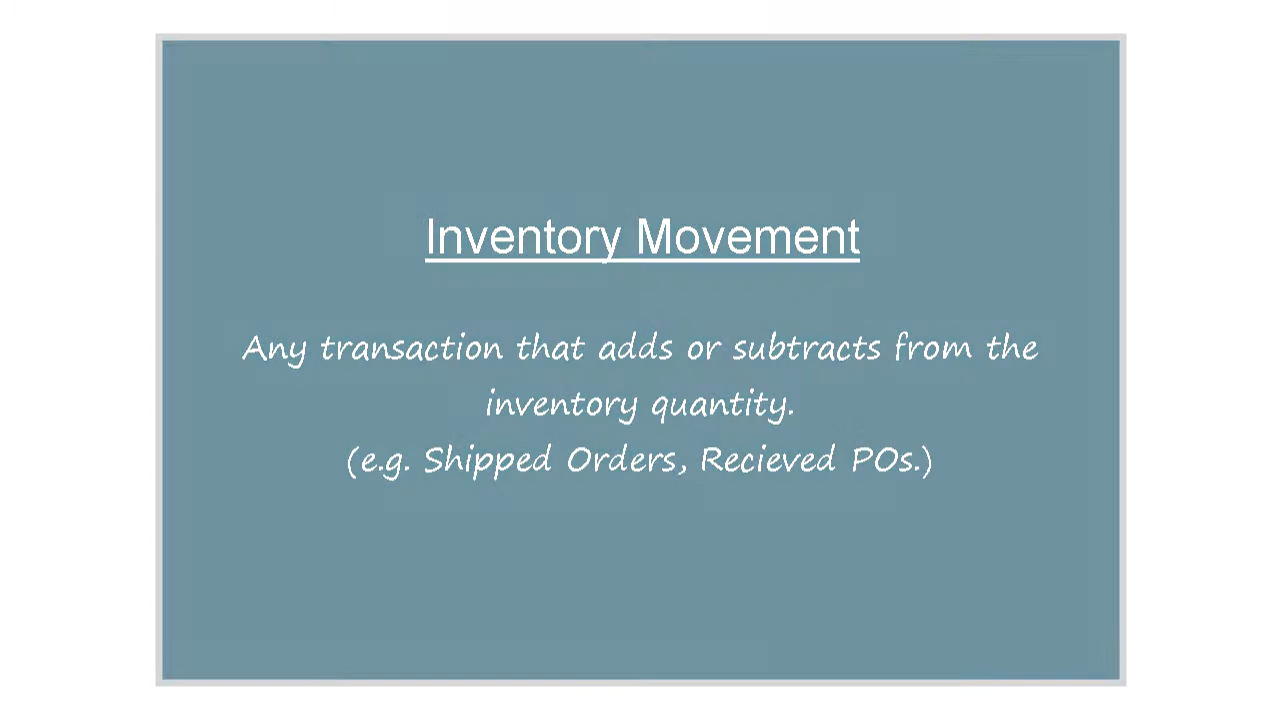 Inventory Movement
Any transaction that adds or subtracts from the
inventory quantity.
(e.g. Shipped Orders, Recieved POs.)